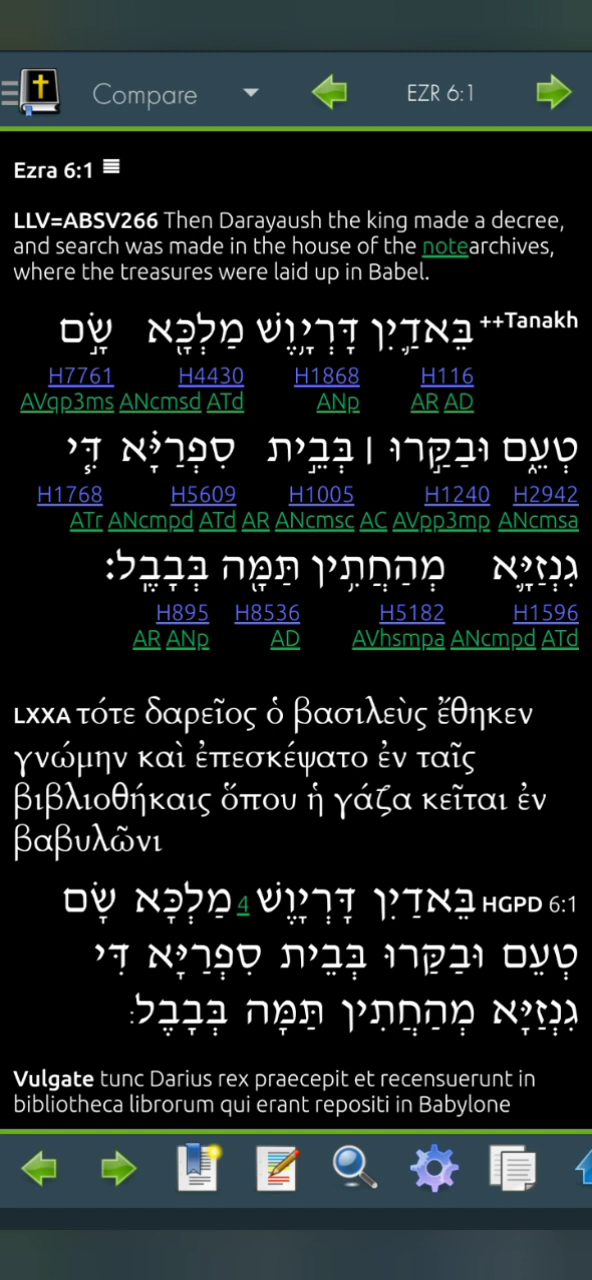 Compare
EZR 6:1
Ezra 6:1
LLV=ABSV266 Then Darayaush the king made a decree,
and search was made in the house of the notearchives,
where the treasures were laid up in Babel.
++Tanakh בֵּאדַ֛יִן דָּרְיָ֥וֶשׁ מַלְכָּ֖א שָׂ֣ם
H7761 H4430 H1868 H116
AVqp3ms ANcmsd ATd ANp AR AD
טְעֵ֑ם וּבַקַּ֣רוּ ׀ בְּבֵ֣ית סִפְרַיָּ֗א דִּ֧י
H1768 H5609 H1005 H1240 H2942
ATr ANcmpd ATd AR ANcmsc AC AVpp3mp ANcmsa
גִנְזַיָּ֛א מְהַחֲתִ֥ין תַּמָּ֖ה בְּבָבֶֽל׃
H895 H8536 H5182 H1596
AR ANp AD AVhsmpa ANcmpd ATd
LXXA τότε δαρεῖος ὁ βασιλεὺς ἔθηκεν
γνώμην καὶ ἐπεσκέψατο ἐν ταῖς
βιβλιοθήκαις ὅπου ἡ γάζα κεῖται ἐν
βαβυλῶνι
HGPD 6:1 בֵּאדַיִן דָּרְיָוֶשׁ 4 מַלְכָּא שָׂם
טְעֵם וּבַקַּרוּ בְּבֵית סִפְרַיָּא דִּי
גִנְזַיָּא מְהַחֲתִין תַּמָּה בְּבָבֶל׃
Vulgate tunc Darius rex praecepit et recensuerunt in
bibliotheca librorum qui erant repositi in Babylone